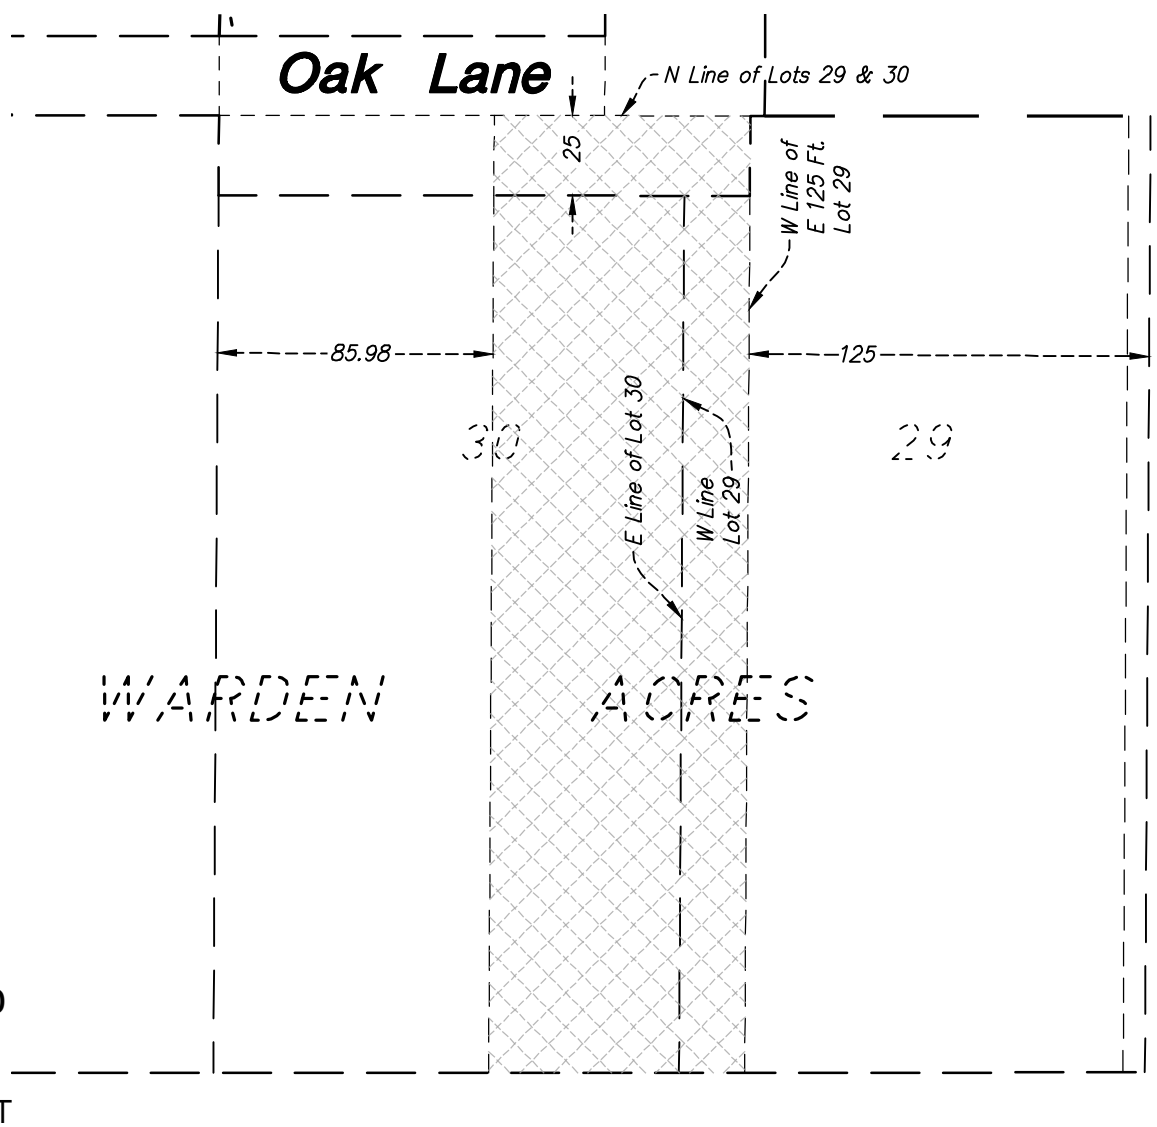 Oak Lane
N Line of Lots 29 & 30
25
W Line of
E 125 Ft.
Lot 29
85.98
125
30
29
E Line of Lot 30
W Line
Lot 29
WARDEN ACRES
T